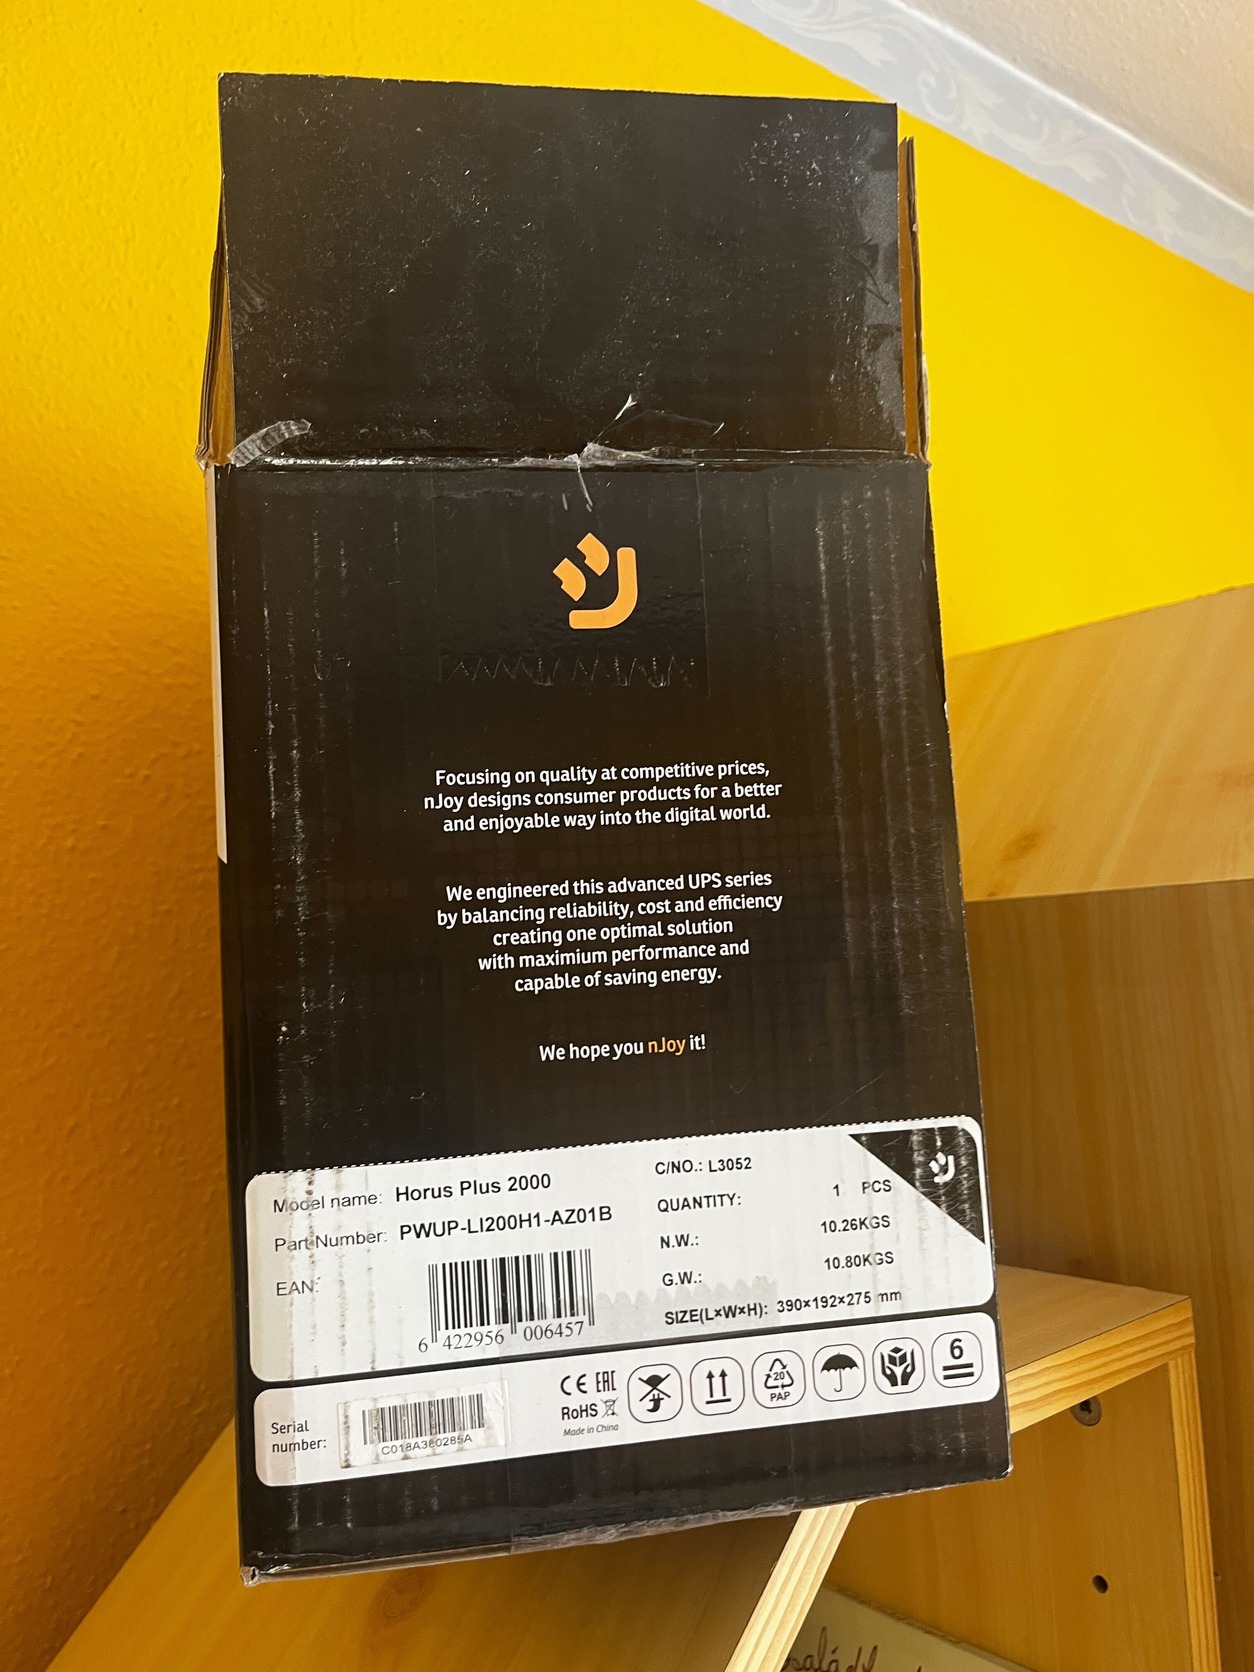 Focusing on quality at competitive prices,
nJoy designs consumer products for a better
and enjoyable way into the digital world.
We engineered this advanced UPS series
by balancing reliability, cost and efficiency
creating one optimal solution
with maximium performance and
capable of saving energy.
We hope you nJoy it!
Model name: Horus Plus 2000
Part Number: PWUP-LI200H1-AZ01B
EAN:
6 422956 006457
C/NO.: L3052
QUANTITY: 1 PCS
N.W.: 10.26KGS
G.W.: 10.80KGS
SIZE(L×W×H): 390×192×275 mm
Serial
number:
CE EAC
RoHS
Made in China
20
PAP
6